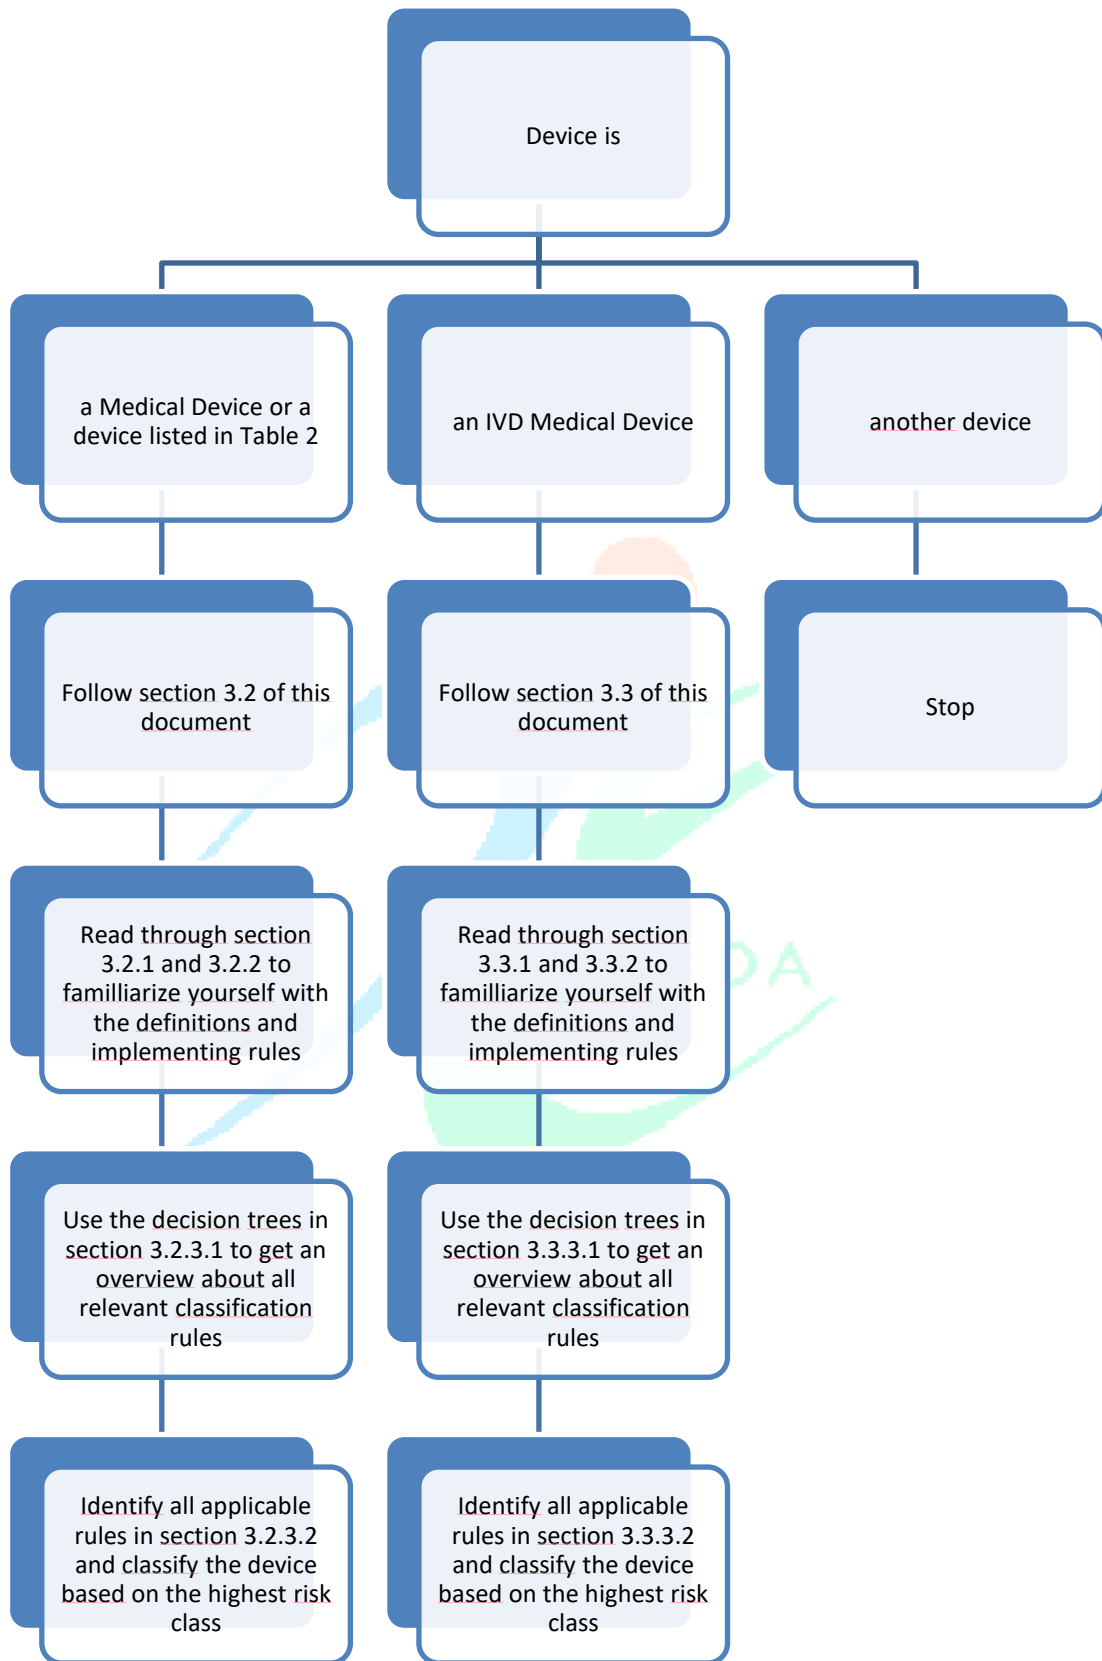 Device is
a Medical Device or a
device listed in Table 2
an IVD Medical Device
another device
Follow section 3.2 of this
document
Follow section 3.3 of this
document
Stop
Read through section
3.2.1 and 3.2.2 to
familliarize yourself with
the definitions and
implementing rules
Read through section
3.3.1 and 3.3.2 to
familliarize yourself with
the definitions and
implementing rules
Use the decision trees in
section 3.2.3.1 to get an
overview about all
relevant classification
rules
Use the decision trees in
section 3.3.3.1 to get an
overview about all
relevant classification
rules
Identify all applicable
rules in section 3.2.3.2
and classify the device
based on the highest risk
class
Identify all applicable
rules in section 3.3.3.2
and classify the device
based on the highest risk
class